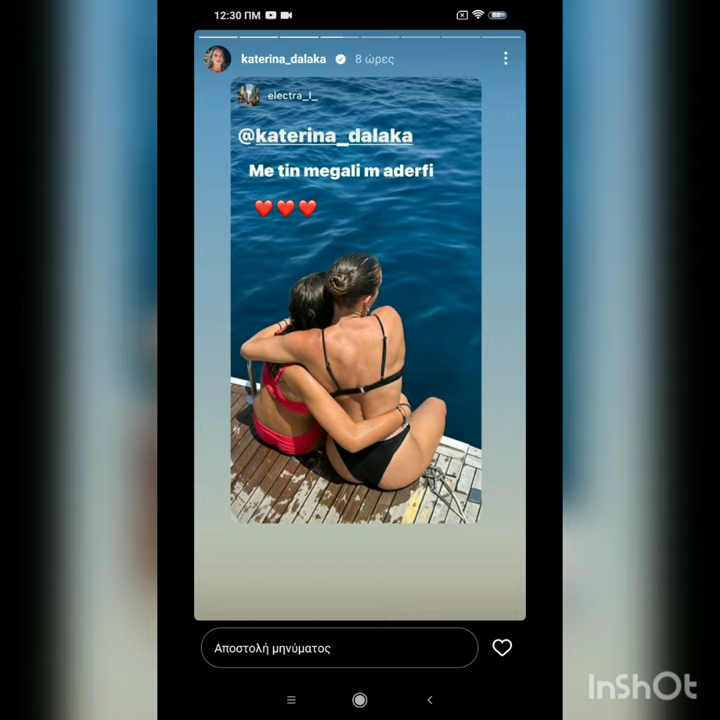 12:30 ΠΜ
katerina_dalaka 8 ώρες
electra_l_
@katerina_dalaka
Me tin megali m aderfi
Αποστολή μηνύματος
InShOt